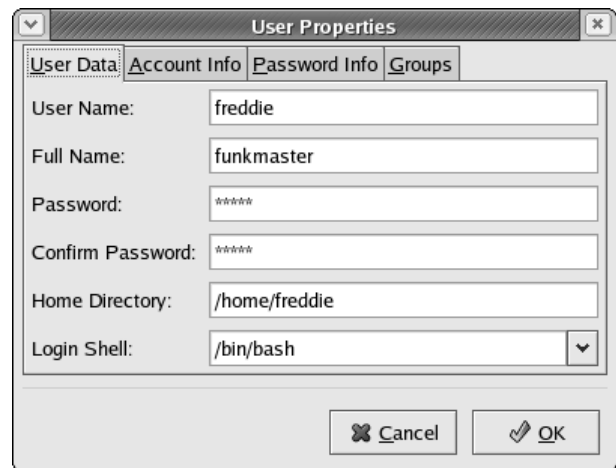 User Properties
User Data Account Info Password Info Groups
User Name: freddie
Full Name: funkmaster
Password: *****
Confirm Password: *****
Home Directory: /home/freddie
Login Shell: /bin/bash
Cancel OK